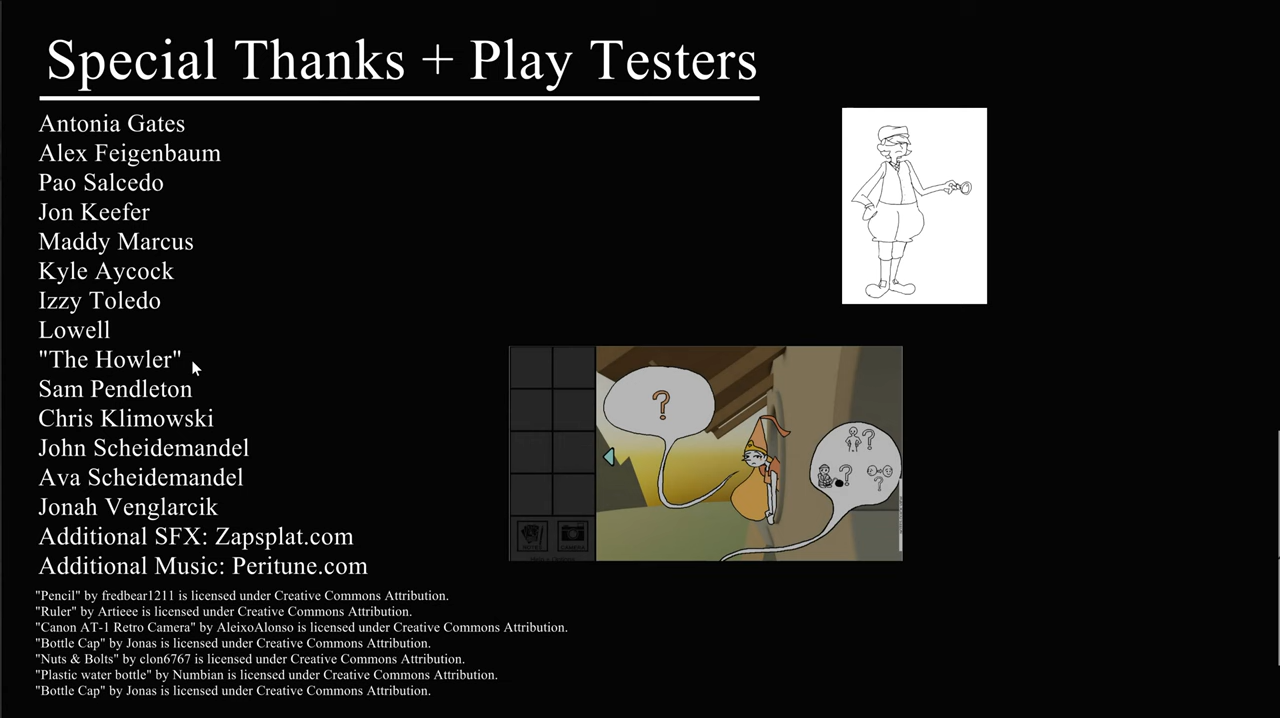 Special Thanks + Play Testers
Antonia Gates
Alex Feigenbaum
Pao Salcedo
Jon Keefer
Maddy Marcus
Kyle Aycock
Izzy Toledo
Lowell
"The Howler"
Sam Pendleton
Chris Klimowski
John Scheidemandel
Ava Scheidemandel
Jonah Venglarcik
Additional SFX: Zapsplat.com
Additional Music: Peritune.com
"Pencil" by fredbear1211 is licensed under Creative Commons Attribution.
"Ruler" by Artieee is licensed under Creative Commons Attribution.
"Canon AT-1 Retro Camera" by AleixoAlonso is licensed under Creative Commons Attribution.
"Bottle Cap" by Jonas is licensed under Creative Commons Attribution.
"Nuts & Bolts" by clon6767 is licensed under Creative Commons Attribution.
"Plastic water bottle" by Numbian is licensed under Creative Commons Attribution.
"Bottle Cap" by Jonas is licensed under Creative Commons Attribution.
?
?
?
?